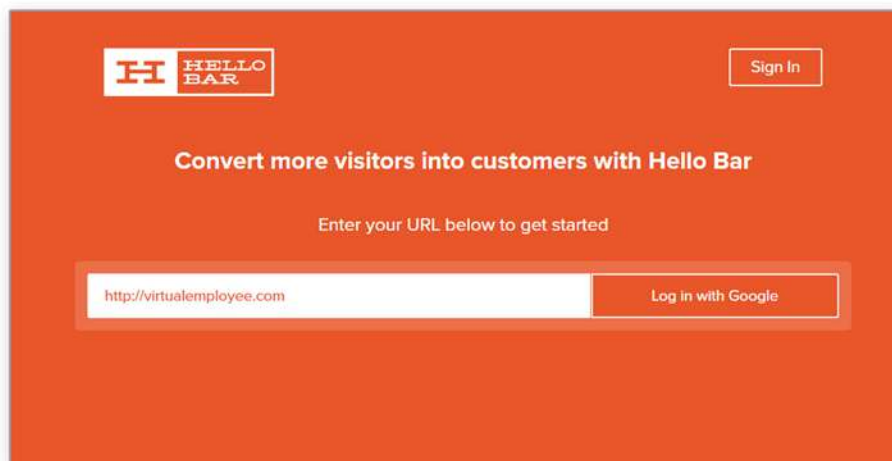 H HELLO
BAR
Sign In
Convert more visitors into customers with Hello Bar
Enter your URL below to get started
http://virtualemployee.com
Log in with Google